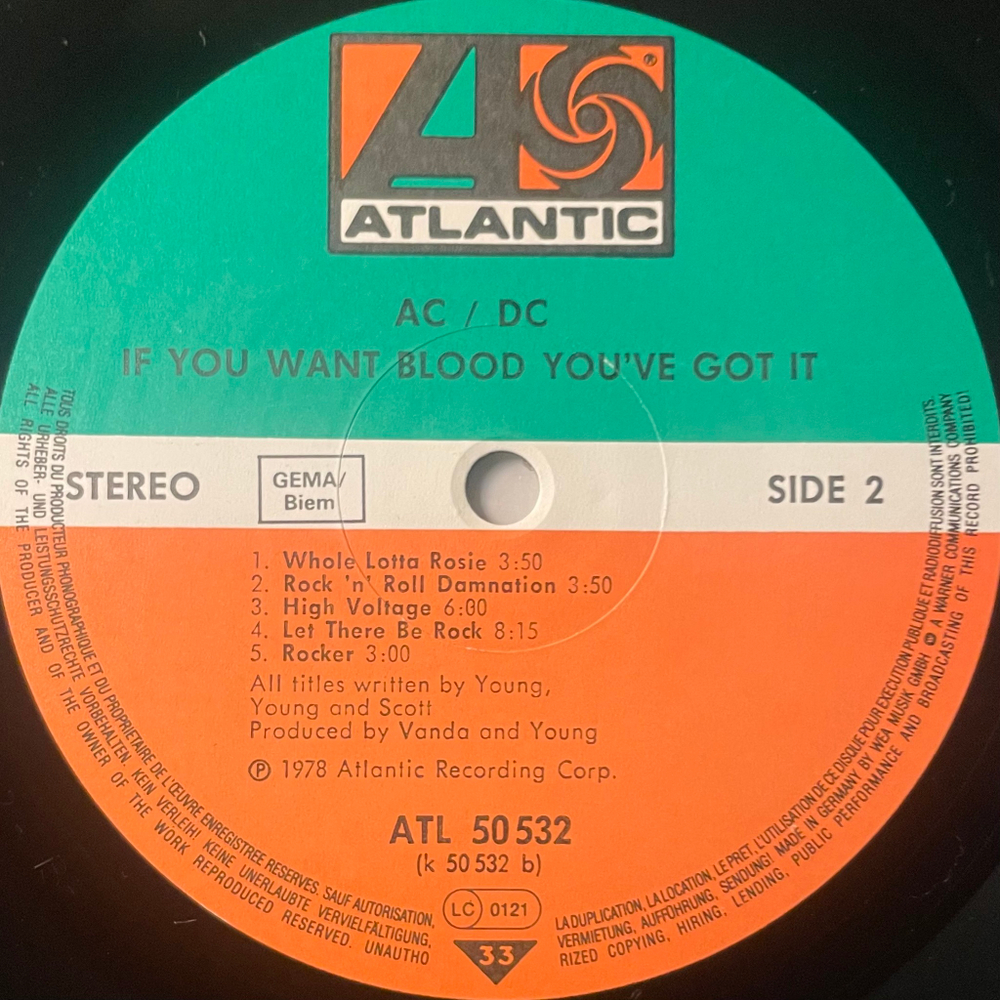 ATLANTIC
®
AC / DC
IF YOU WANT BLOOD YOU'VE GOT IT
STEREO
GEMA/
Biem
SIDE 2
1. Whole Lotta Rosie 3:50
2. Rock 'n' Roll Damnation 3:50
3. High Voltage 6:00
4. Let There Be Rock 8:15
5. Rocker 3:00
All titles written by Young,
Young and Scott
Produced by Vanda and Young
℗ 1978 Atlantic Recording Corp.
ATL 50 532
(k 50 532 b)
LC 0121
33
TOUS DROITS DU PRODUCTEUR PHONOGRAPHIQUE ET DU PROPRIETAIRE DE L'ŒUVRE ENREGISTREE RESERVES. SAUF AUTORISATION, LA DUPLICATION, LA LOCATION, LE PRET, L'UTILISATION DE CE DISQUE POUR EXECUTION PUBLIQUE ET RADIODIFFUSION SONT INTERDITS.
ALLE URHEBER- UND LEISTUNGSSCHUTZRECHTE VORBEHALTEN. KEIN VERLEIH! KEINE UNERLAUBTE VERVIELFÄLTIGUNG, VERMIETUNG, AUFFÜHRUNG, SENDUNG! MADE IN GERMANY BY WEA MUSIK GMBH A WARNER COMMUNICATIONS COMPANY
ALL RIGHTS OF THE PRODUCER AND OF THE OWNER OF THE WORK REPRODUCED RESERVED. UNAUTHORIZED COPYING, HIRING, LENDING, PUBLIC PERFORMANCE AND BROADCASTING OF THIS RECORD PROHIBITED!